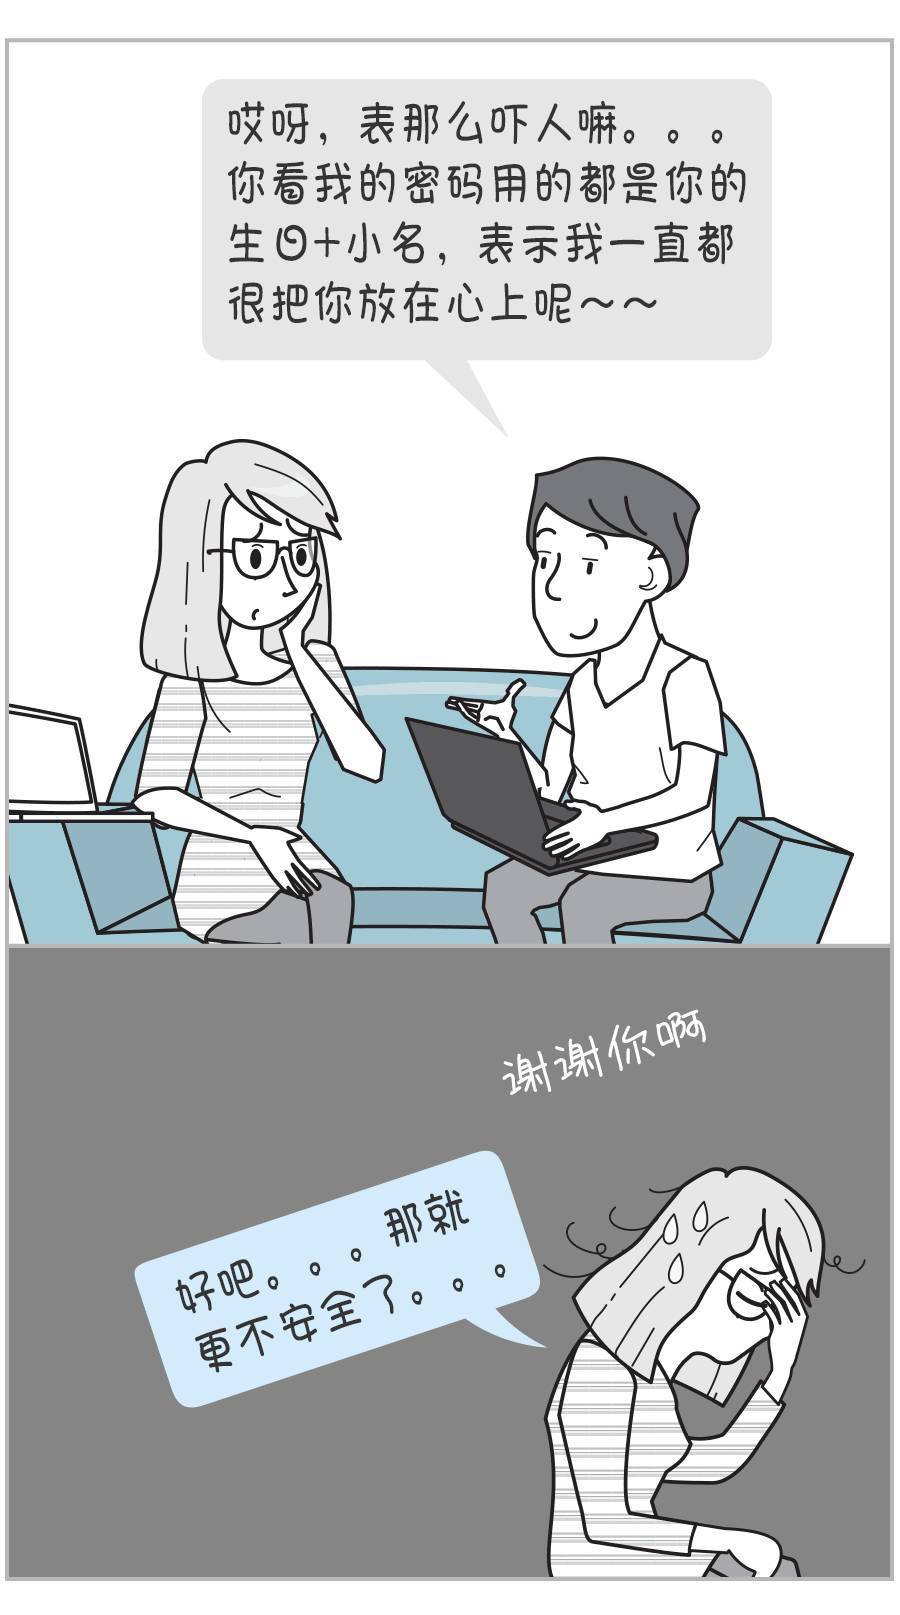 哎呀，表那么吓人嘛。。。
你看我的密码用的都是你的
生日+小名，表示我一直都
很把你放在心上呢～～
谢谢你啊
好吧。。。那就
更不安全了。。。